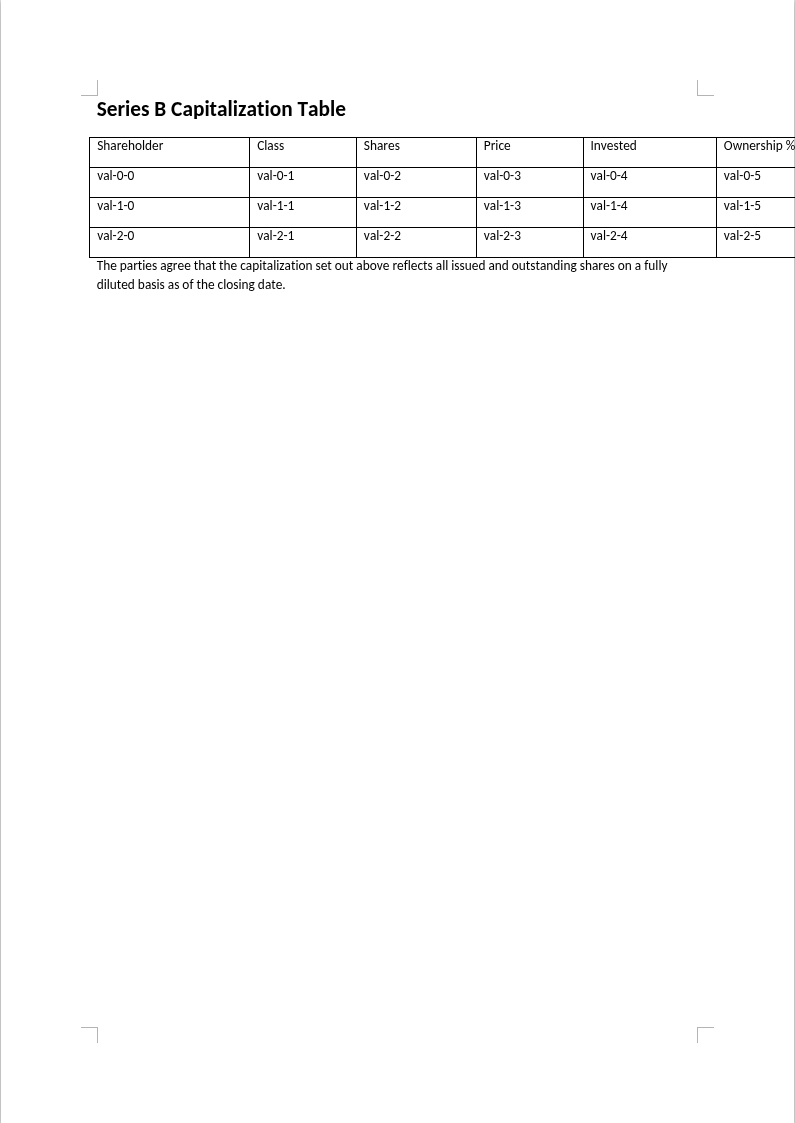 Series B Capitalization Table
Shareholder Class Shares Price Invested Ownership %
val-0-0 val-0-1 val-0-2 val-0-3 val-0-4 val-0-5
val-1-0 val-1-1 val-1-2 val-1-3 val-1-4 val-1-5
val-2-0 val-2-1 val-2-2 val-2-3 val-2-4 val-2-5
The parties agree that the capitalization set out above reflects all issued and outstanding shares on a fully
diluted basis as of the closing date.